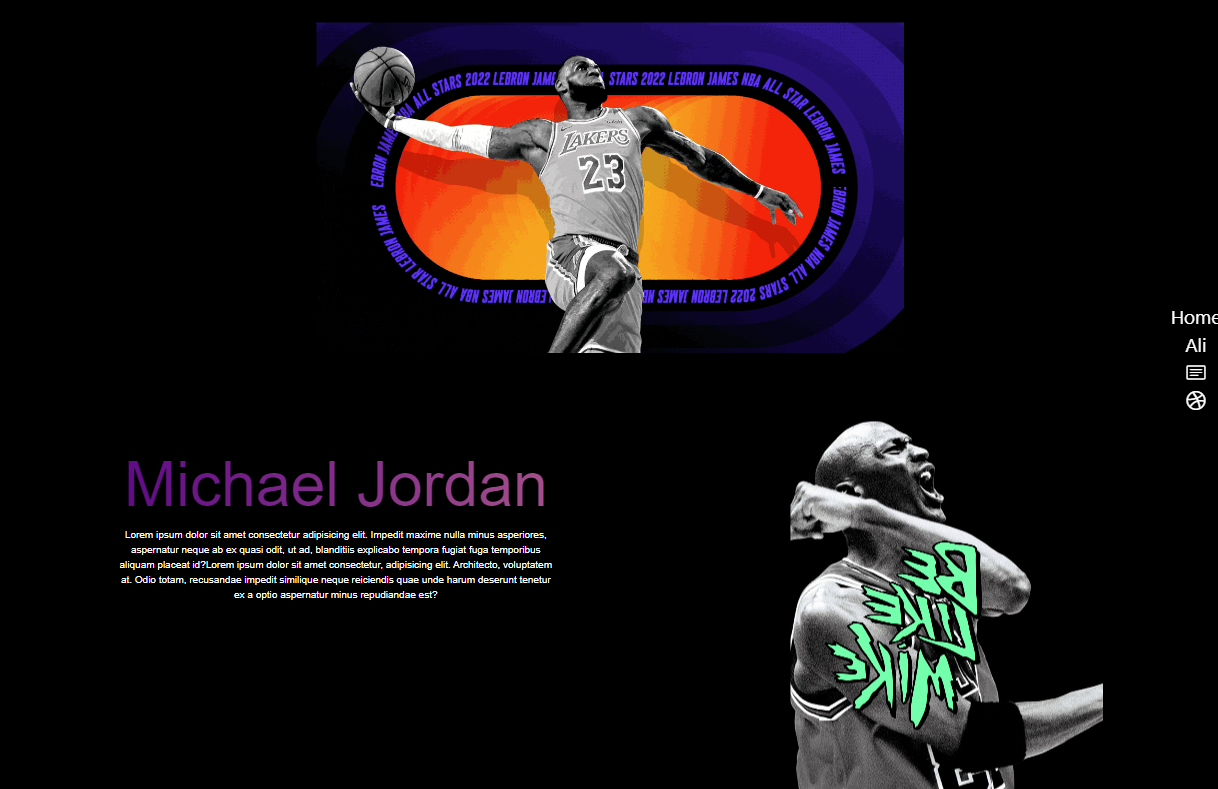 EBRON JAMES NBA ALL STARS 2022 LEBRON JAME STARS 2022 LEBRON JAMES NBA ALL STAR LEBRON JAMES
BRON JAMES NBA ALL STARS 2022 LEBRON JAMES NB LEBRON JAMES NBA ALL STAR LEBRON JAMES
LAKERS
23
Home
Ali
Michael Jordan
Lorem ipsum dolor sit amet consectetur adipisicing elit. Impedit maxime nulla minus asperiores,
aspernatur neque ab ex quasi odit, ut ad, blanditiis explicabo tempora fugiat fuga temporibus
aliquam placeat id?Lorem ipsum dolor sit amet consectetur, adipisicing elit. Architecto, voluptatem
at. Odio totam, recusandae impedit similique neque reiciendis quae unde harum deserunt tenetur
ex a optio aspernatur minus repudiandae est?
BE
LIKE
MIKE